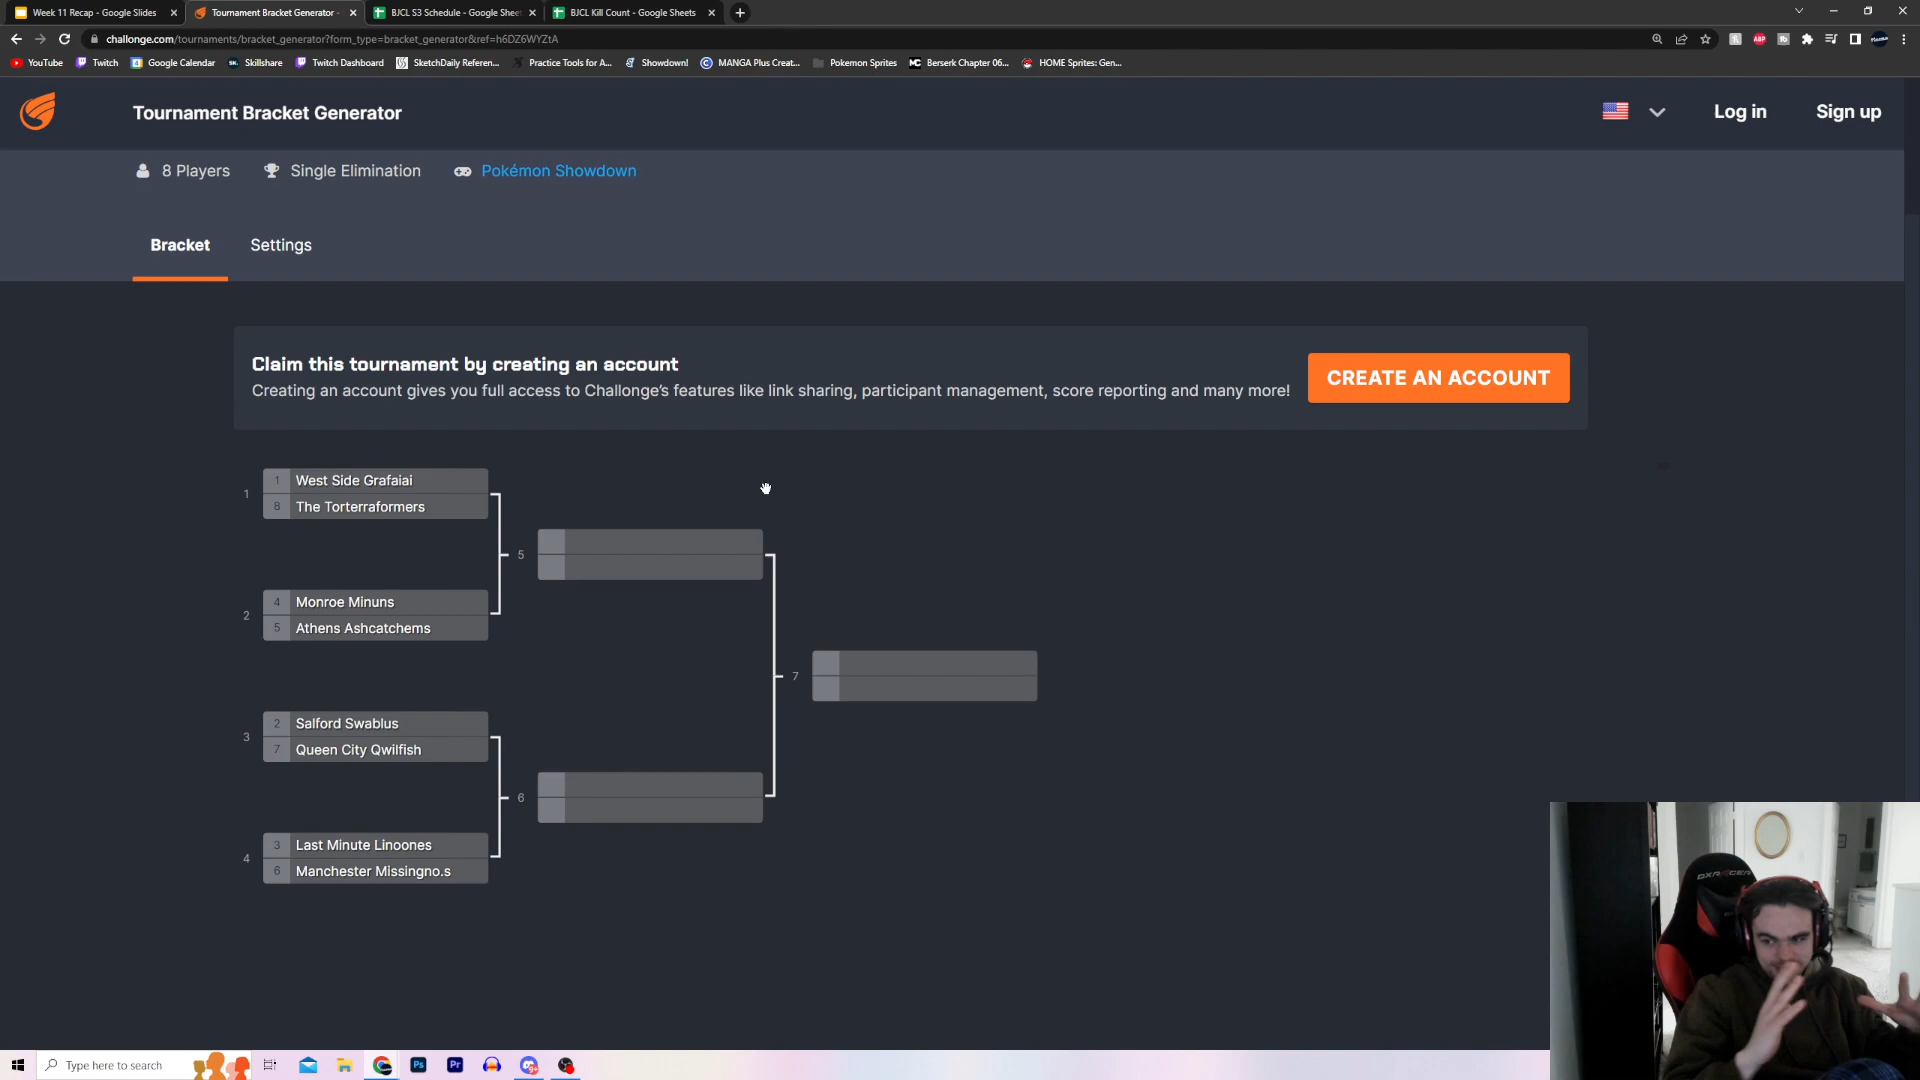 Week 11 Recap - Google Slides
Tournament Bracket Generator -
BJCL S3 Schedule - Google Shee
BJCL Kill Count - Google Sheets
challonge.com/tournaments/bracket_generator?form_type=bracket_generator&ref=h6DZ6WYZtA
YouTube
Twitch
Google Calendar
Skillshare
Twitch Dashboard
SketchDaily Referen...
Practice Tools for A...
Showdown!
MANGA Plus Creat...
Pokemon Sprites
Berserk Chapter 06...
HOME Sprites: Gen...
Tournament Bracket Generator
Log in
Sign up
8 Players
Single Elimination
Pokémon Showdown
Bracket
Settings
Claim this tournament by creating an account
Creating an account gives you full access to Challonge's features like link sharing, participant management, score reporting and many more!
CREATE AN ACCOUNT
1
1 West Side Grafaiai
8 The Torterraformers
5
2
4 Monroe Minuns
5 Athens Ashcatchems
7
3
2 Salford Swablus
7 Queen City Qwilfish
6
4
3 Last Minute Linoones
6 Manchester Missingno.s
DXRACER
Type here to search